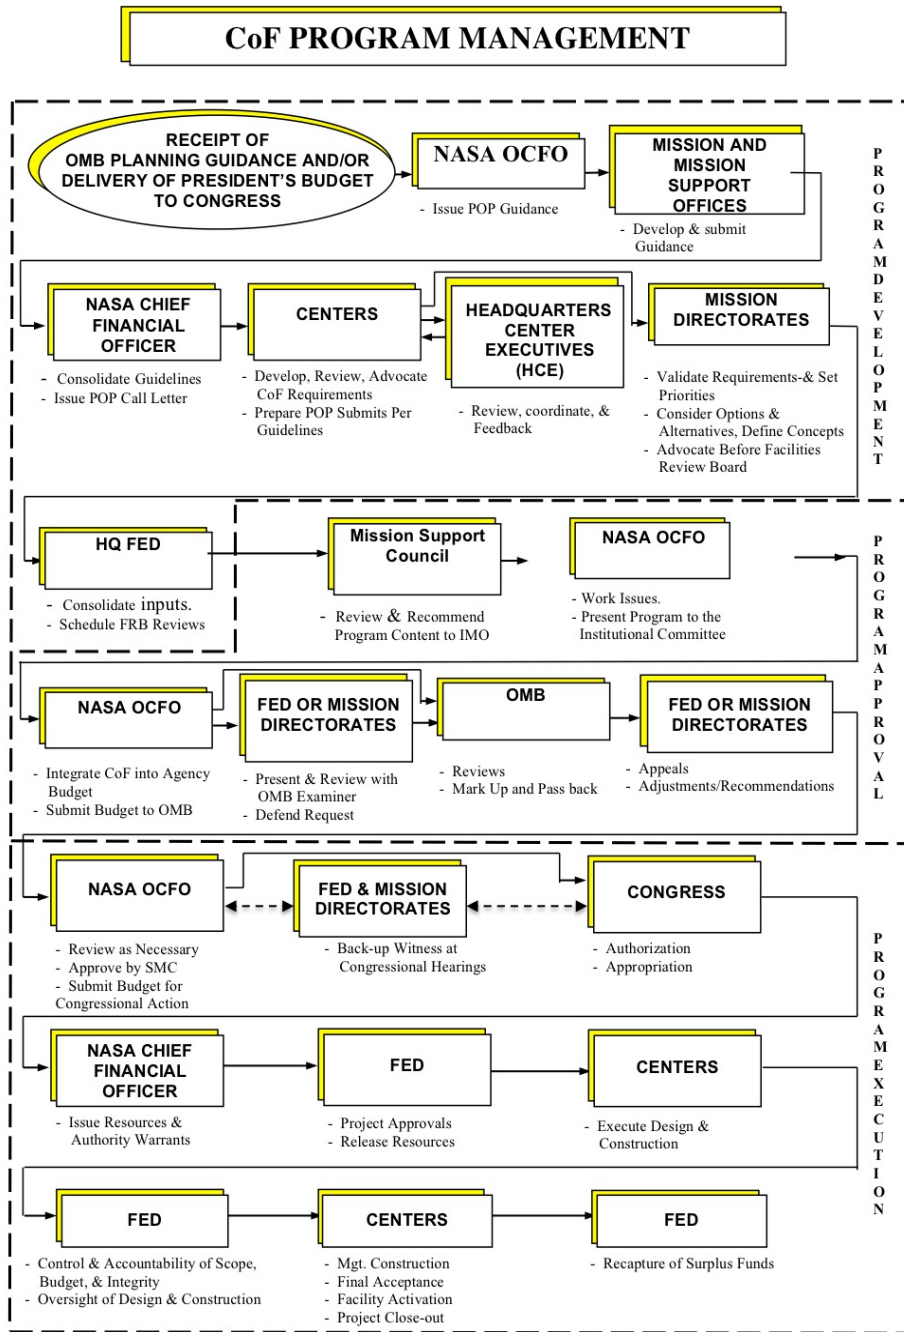 CoF PROGRAM MANAGEMENT
RECEIPT OF
OMB PLANNING GUIDANCE AND/OR
DELIVERY OF PRESIDENT'S BUDGET
TO CONGRESS
NASA OCFO
- Issue POP Guidance
MISSION AND
MISSION
SUPPORT
OFFICES
- Develop & submit
Guidance
PROGRAM DEVELOPMENT
NASA CHIEF
FINANCIAL
OFFICER
- Consolidate Guidelines
- Issue POP Call Letter
CENTERS
- Develop, Review, Advocate
CoF Requirements
- Prepare POP Submits Per
Guidelines
HEADQUARTERS
CENTER
EXECUTIVES
(HCE)
- Review, coordinate, &
Feedback
MISSION
DIRECTORATES
- Validate Requirements-& Set
Priorities
- Consider Options &
Alternatives, Define Concepts
- Advocate Before Facilities
Review Board
HQ FED
- Consolidate inputs.
- Schedule FRB Reviews
Mission Support
Council
- Review & Recommend
Program Content to IMO
NASA OCFO
- Work Issues.
- Present Program to the
Institutional Committee
PROGRAM APPROVAL
NASA OCFO
- Integrate CoF into Agency
Budget
- Submit Budget to OMB
FED OR MISSION
DIRECTORATES
- Present & Review with
OMB Examiner
- Defend Request
OMB
- Reviews
- Mark Up and Pass back
FED OR MISSION
DIRECTORATES
- Appeals
- Adjustments/Recommendations
NASA OCFO
- Review as Necessary
- Approve by SMC
- Submit Budget for
Congressional Action
FED & MISSION
DIRECTORATES
- Back-up Witness at
Congressional Hearings
CONGRESS
- Authorization
- Appropriation
PROGRAM EXECUTION
NASA CHIEF
FINANCIAL
OFFICER
- Issue Resources &
Authority Warrants
FED
- Project Approvals
- Release Resources
CENTERS
- Execute Design &
Construction
FED
- Control & Accountability of Scope,
Budget, & Integrity
- Oversight of Design & Construction
CENTERS
- Mgt. Construction
- Final Acceptance
- Facility Activation
- Project Close-out
FED
- Recapture of Surplus Funds